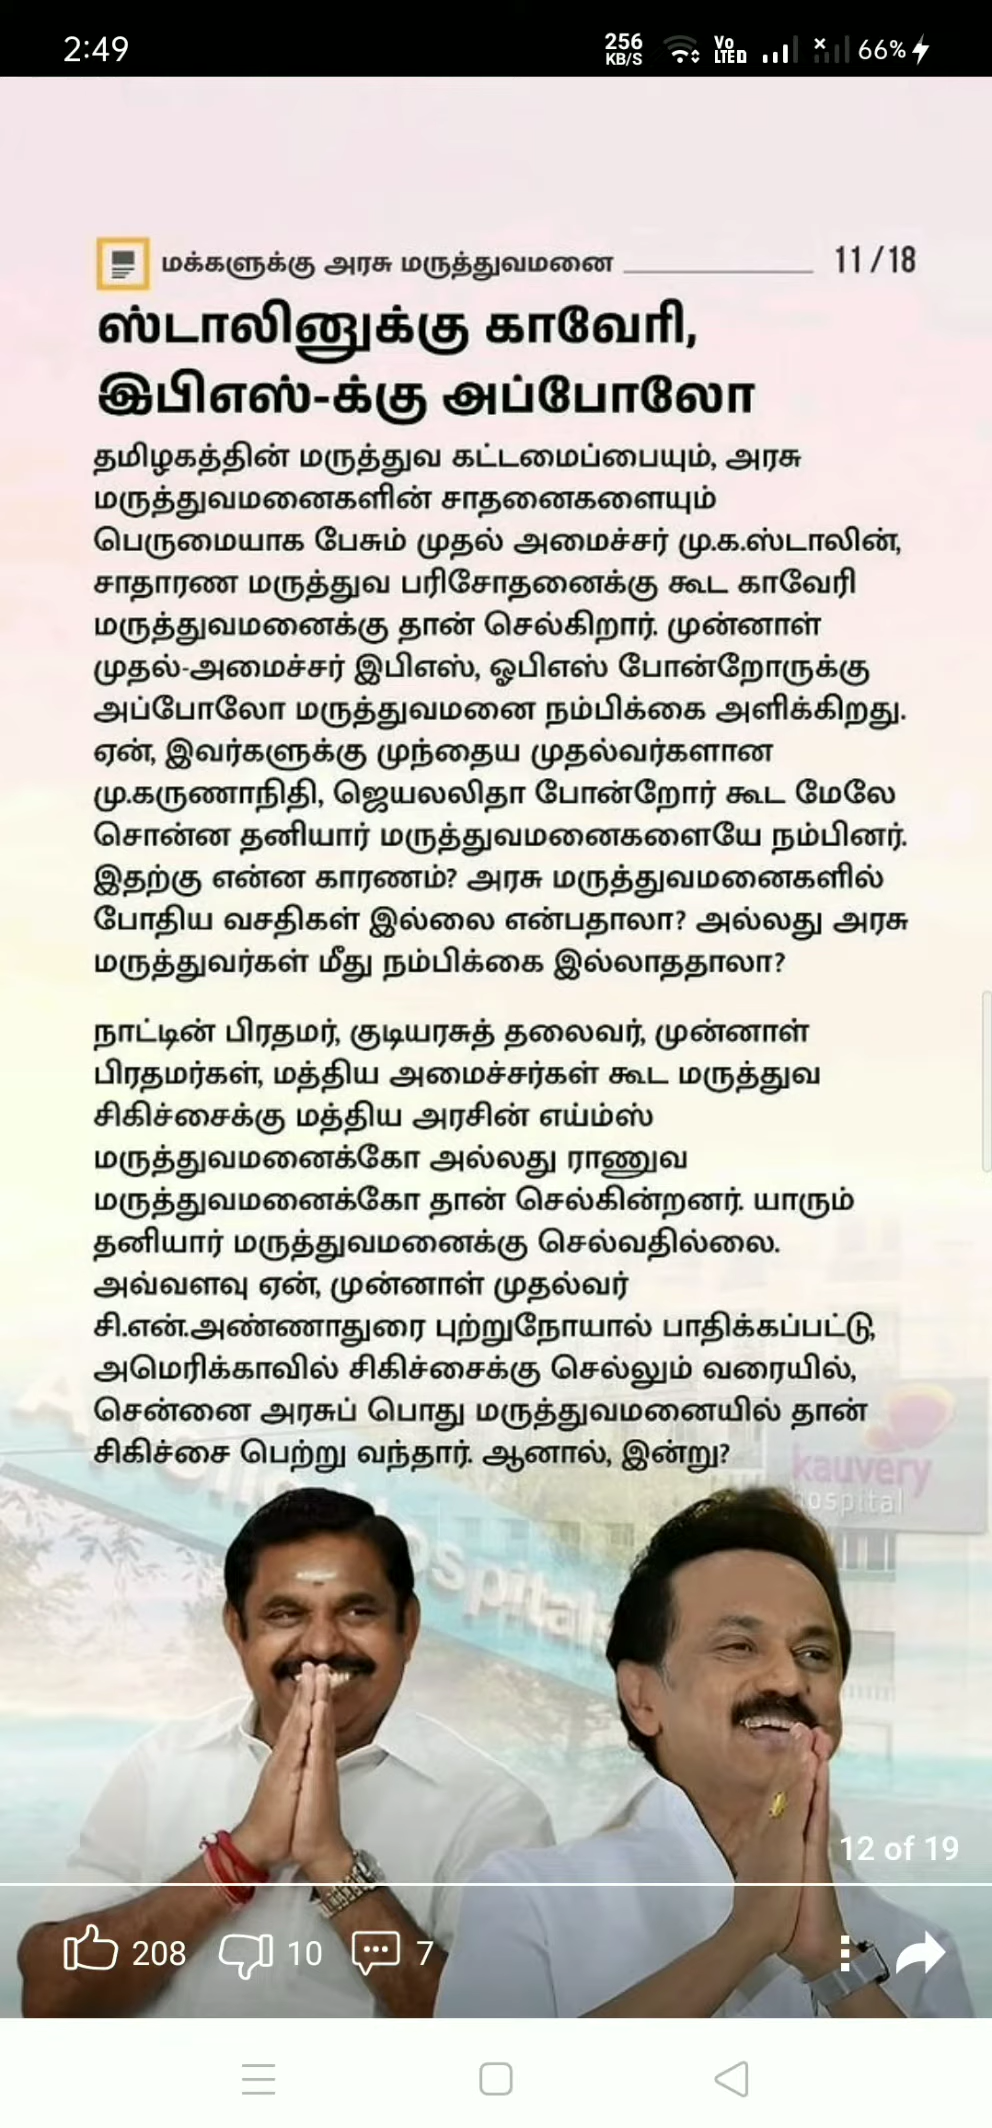 2:49
256
KB/S
Vo
LTED
66%
மக்களுக்கு அரசு மருத்துவமனை
11/18
ஸ்டாலினுக்கு காவேரி,
இபிஎஸ்-க்கு அப்போலோ
தமிழகத்தின் மருத்துவ கட்டமைப்பையும், அரசு
மருத்துவமனைகளின் சாதனைகளையும்
பெருமையாக பேசும் முதல் அமைச்சர் மு.க.ஸ்டாலின்,
சாதாரண மருத்துவ பரிசோதனைக்கு கூட காவேரி
மருத்துவமனைக்கு தான் செல்கிறார். முன்னாள்
முதல்-அமைச்சர் இபிஎஸ், ஓபிஎஸ் போன்றோருக்கு
அப்போலோ மருத்துவமனை நம்பிக்கை அளிக்கிறது.
ஏன், இவர்களுக்கு முந்தைய முதல்வர்களான
மு.கருணாநிதி, ஜெயலலிதா போன்றோர் கூட மேலே
சொன்ன தனியார் மருத்துவமனைகளையே நம்பினர்.
இதற்கு என்ன காரணம்? அரசு மருத்துவமனைகளில்
போதிய வசதிகள் இல்லை என்பதாலா? அல்லது அரசு
மருத்துவர்கள் மீது நம்பிக்கை இல்லாததாலா?
நாட்டின் பிரதமர், குடியரசுத் தலைவர், முன்னாள்
பிரதமர்கள், மத்திய அமைச்சர்கள் கூட மருத்துவ
சிகிச்சைக்கு மத்திய அரசின் எய்ம்ஸ்
மருத்துவமனைக்கோ அல்லது ராணுவ
மருத்துவமனைக்கோ தான் செல்கின்றனர். யாரும்
தனியார் மருத்துவமனைக்கு செல்வதில்லை.
அவ்வளவு ஏன், முன்னாள் முதல்வர்
சி.என்.அண்ணாதுரை புற்றுநோயால் பாதிக்கப்பட்டு,
அமெரிக்காவில் சிகிச்சைக்கு செல்லும் வரையில்,
சென்னை அரசுப் பொது மருத்துவமனையில் தான்
சிகிச்சை பெற்று வந்தார். ஆனால், இன்று?
kauvery
hospital
12 of 19
208
10
7